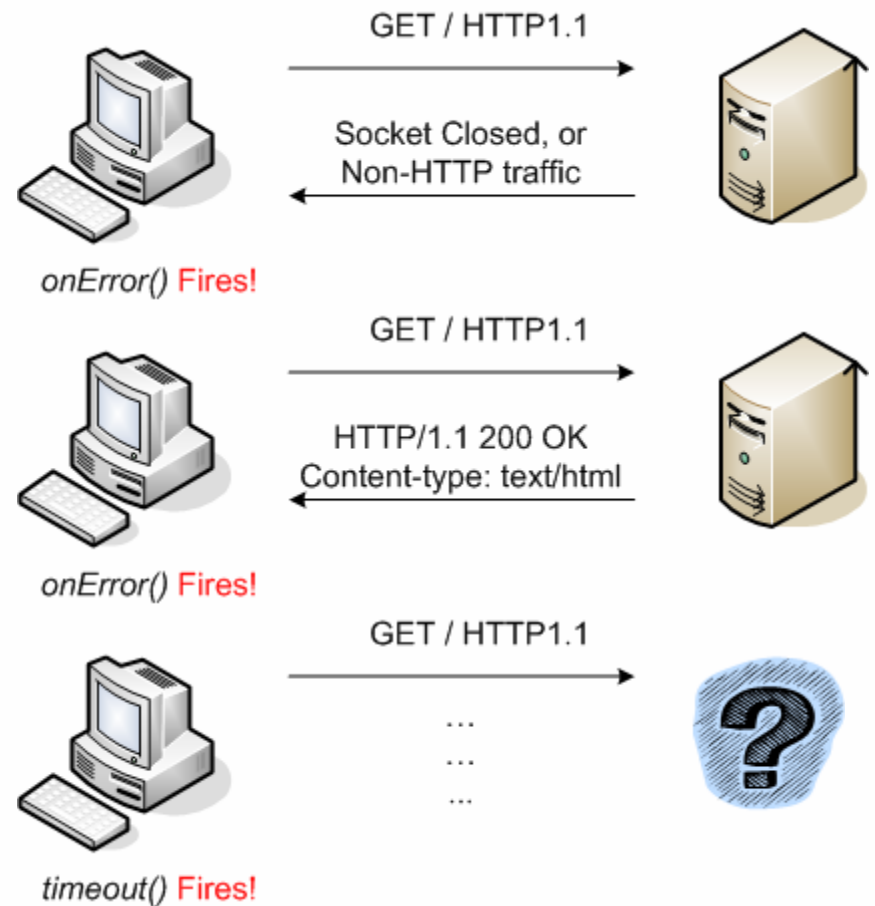 GET / HTTP1.1
Socket Closed, or
Non-HTTP traffic
onError() Fires!
GET / HTTP1.1
HTTP/1.1 200 OK
Content-type: text/html
onError() Fires!
GET / HTTP1.1
...
...
...
?
timeout() Fires!